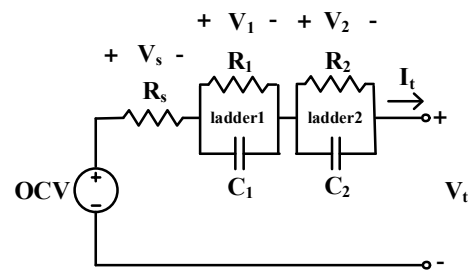 + V₁ - + V₂ -
+ Vₛ -
R₁ R₂
Rₛ Iₜ
ladder1 ladder2
+
+
OCV C₁ C₂ Vₜ
-
-